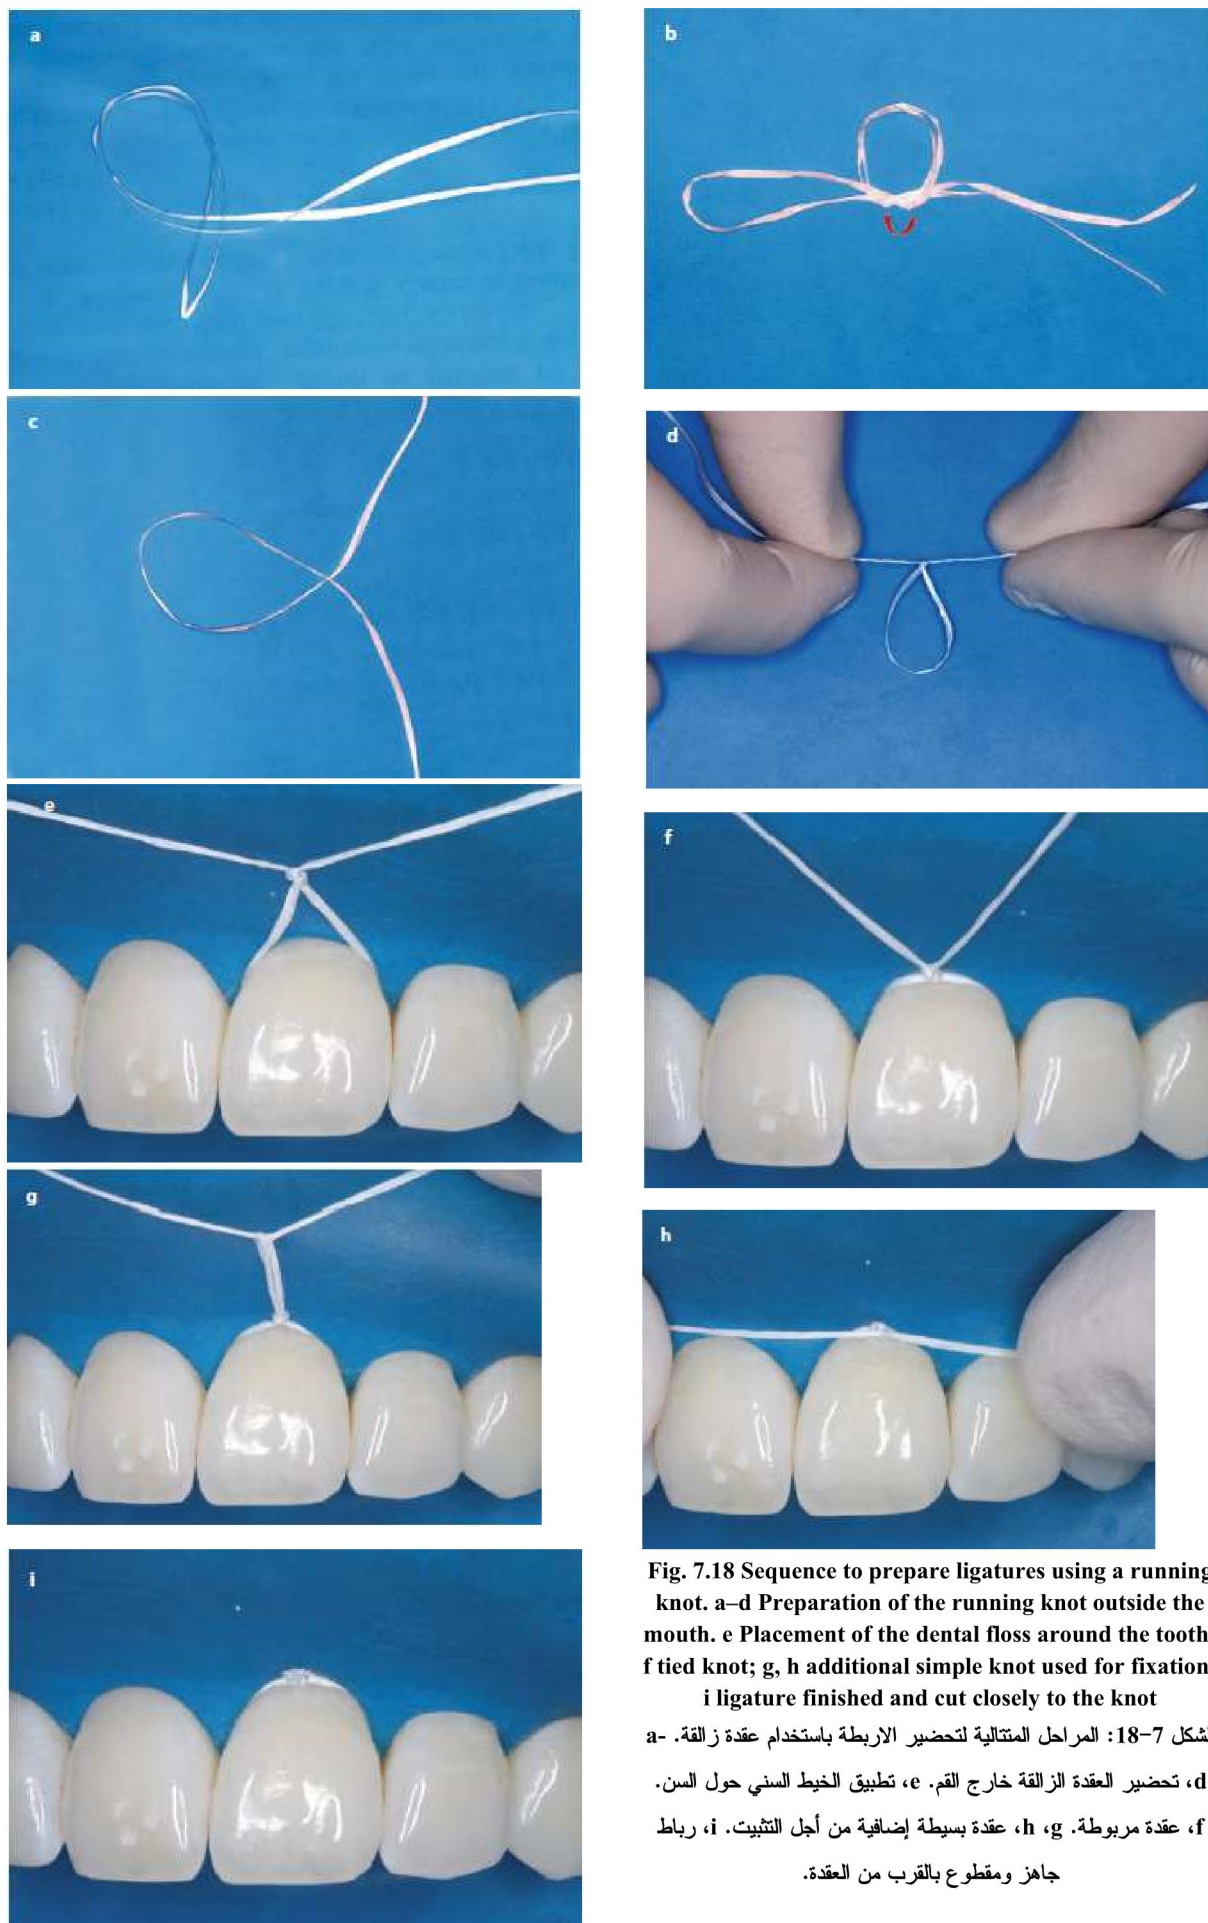 a
b
c
d
e
f
g
h
i
Fig. 7.18 Sequence to prepare ligatures using a running
knot. a–d Preparation of the running knot outside the
mouth. e Placement of the dental floss around the tooth
f tied knot; g, h additional simple knot used for fixation
i ligature finished and cut closely to the knot
لشكل 7–18: المراحل المتتالية لتحضير الاربطة باستخدام عقدة زالقة. a-
d، تحضير العقدة الزالقة خارج الفم. e، تطبيق الخيط السني حول السن.
f، عقدة مربوطة. h، g، عقدة بسيطة إضافية من أجل التثبيت. i، رباط
جاهز ومقطوع بالقرب من العقدة.